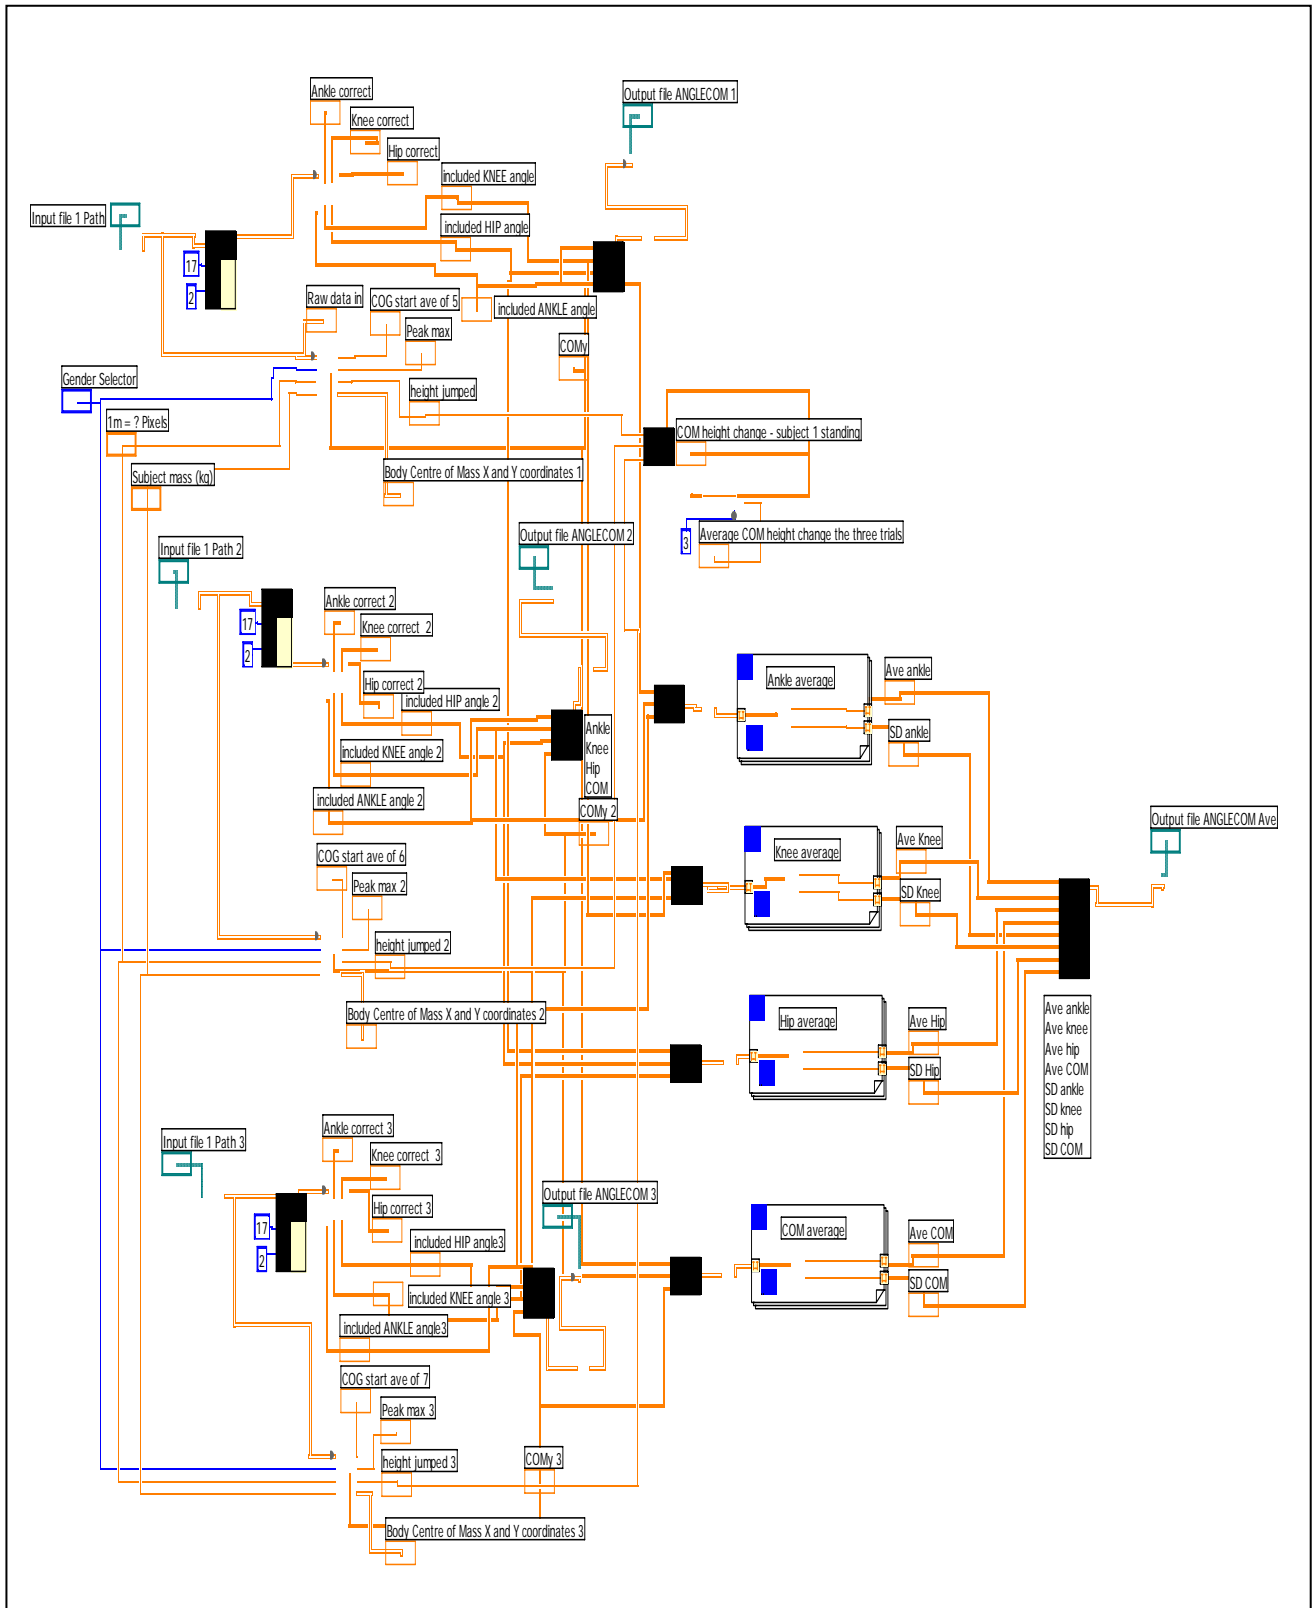 Ankle correct
Output file ANGLECOM 1
Knee correct
Hip correct
included KNEE angle
Input file 1 Path
included HIP angle
17
2
Raw data in
COG start ave of 5
included ANKLE angle
Peak max
COMy
Gender Selector
height jumped
1m = ? Pixels
COM height change - subject 1 standing
Subject mass (kg)
Body Centre of Mass X and Y coordinates 1
Output file ANGLECOM 2
3
Average COM height change the three trials
Input file 1 Path 2
Ankle correct 2
17
Knee correct 2
2
Hip correct 2
included HIP angle 2
Ankle average
Ave ankle
Ankle
Knee
Hip
COM
SD ankle
included KNEE angle 2
included ANKLE angle 2
COMy 2
Output file ANGLECOM Ave
COG start ave of 6
Knee average
Ave Knee
Peak max 2
SD Knee
height jumped 2
Body Centre of Mass X and Y coordinates 2
Hip average
Ave Hip
SD Hip
Ave ankle
Ave knee
Ave hip
Ave COM
SD ankle
SD knee
SD hip
SD COM
Ankle correct 3
Input file 1 Path 3
Knee correct 3
Hip correct 3
Output file ANGLECOM 3
17
2
included HIP angle3
COM average
Ave COM
included KNEE angle 3
SD COM
included ANKLE angle3
COG start ave of 7
Peak max 3
height jumped 3
COMy 3
Body Centre of Mass X and Y coordinates 3